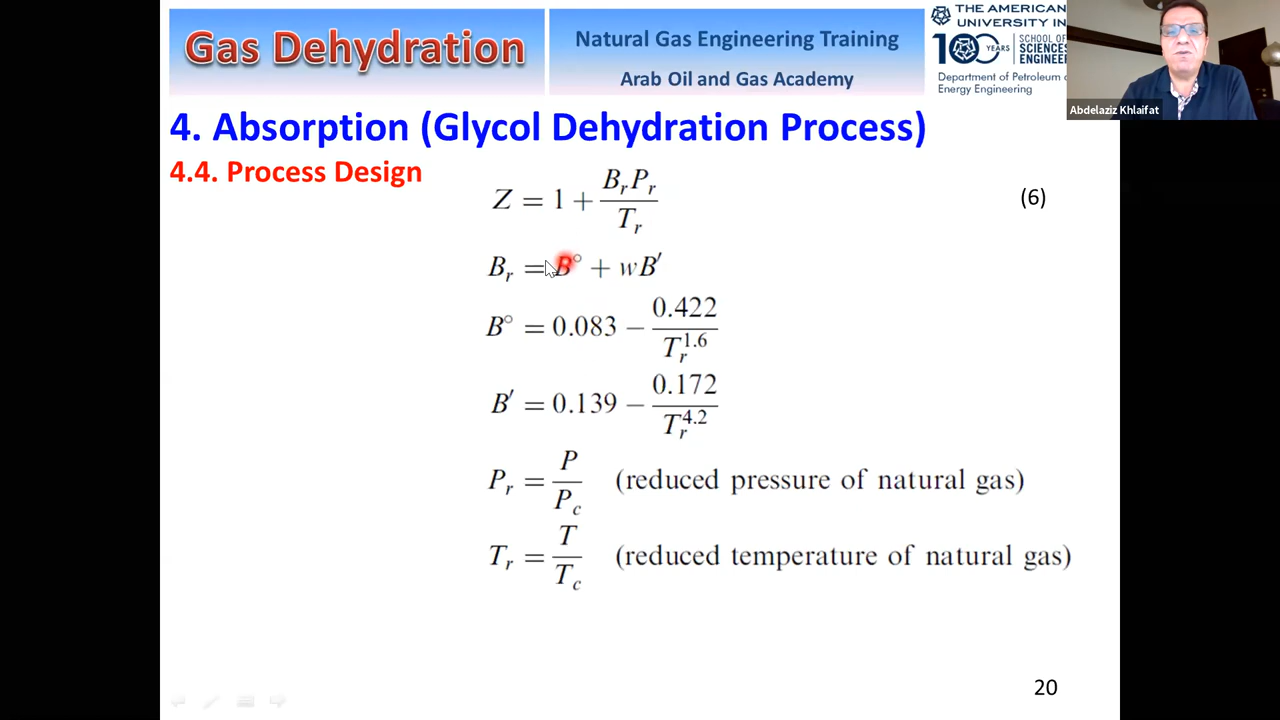 Gas Dehydration
Natural Gas Engineering Training
Arab Oil and Gas Academy
THE AMERICAN
UNIVERSITY IN
100 YEARS
SCHOOL OF
SCIENCES
ENGINEER
Department of Petroleum
Energy Engineering
Abdelaziz Khlaifat
4. Absorption (Glycol Dehydration Process)
4.4. Process Design
Z = 1 + B_r P_r / T_r (6)
B_r = B° + wB′
B° = 0.083 − 0.422 / T_r^1.6
B′ = 0.139 − 0.172 / T_r^4.2
P_r = P / P_c (reduced pressure of natural gas)
T_r = T / T_c (reduced temperature of natural gas)
20